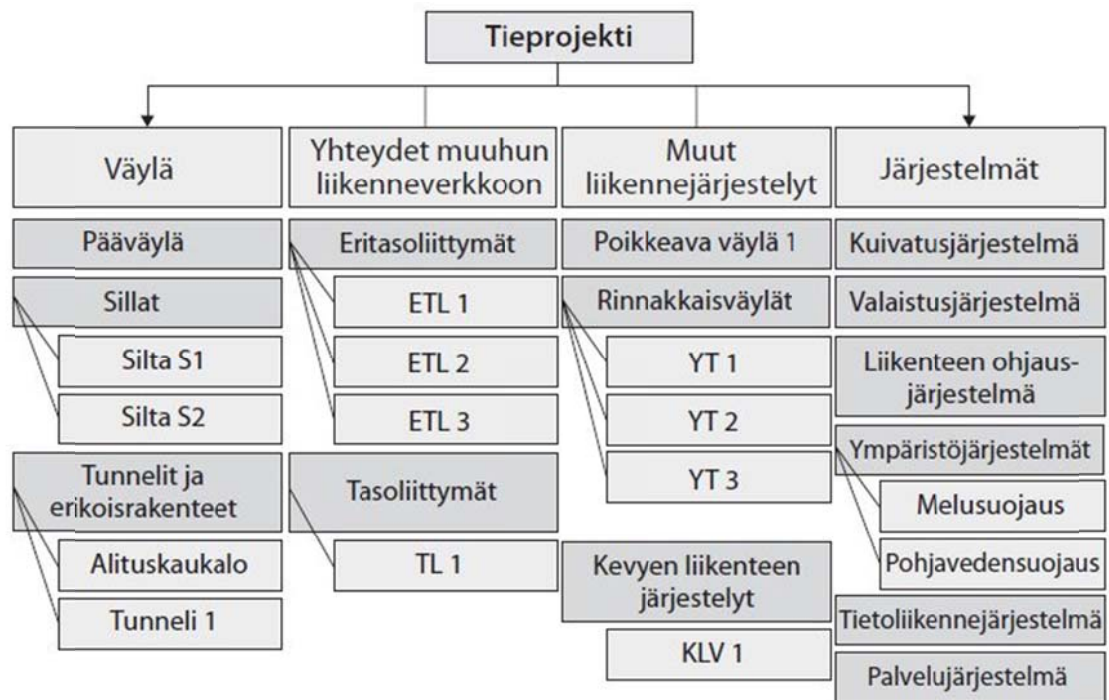 Tieprojekti
Väylä
Pääväylä
Sillat
Silta S1
Silta S2
Tunnelit ja
erikoisrakenteet
Alituskaukalo
Tunneli 1
Yhteydet muuhun
liikenneverkkoon
Eritasoliittymät
ETL 1
ETL 2
ETL 3
Tasoliittymät
TL 1
Muut
liikennejärjestelyt
Poikkeava väylä 1
Rinnakkaisväylät
YT 1
YT 2
YT 3
Kevyen liikenteen
järjestelyt
KLV 1
Järjestelmät
Kuivatusjärjestelmä
Valaistusjärjestelmä
Liikenteen ohjaus-
järjestelmä
Ympäristöjärjestelmät
Melusuojaus
Pohjavedensuojaus
Tietoliikennejärjestelmä
Palvelujärjestelmä